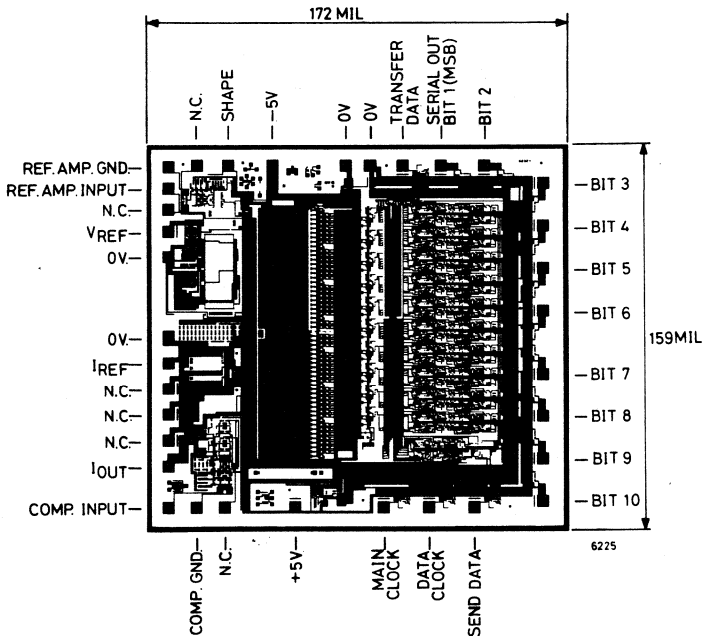 172 MIL
N.C.
SHAPE
-5V
0V
0V
TRANSFER
DATA
SERIAL OUT
BIT 1 (MSB)
BIT 2
REF. AMP. GND.
REF. AMP. INPUT
N.C.
VREF
0V
0V
IREF
N.C.
N.C.
N.C.
IOUT
COMP. INPUT
BIT 3
BIT 4
BIT 5
BIT 6
159 MIL
BIT 7
BIT 8
BIT 9
BIT 10
COMP. GND
N.C.
+5V
MAIN
CLOCK
DATA
CLOCK
SEND DATA
6225